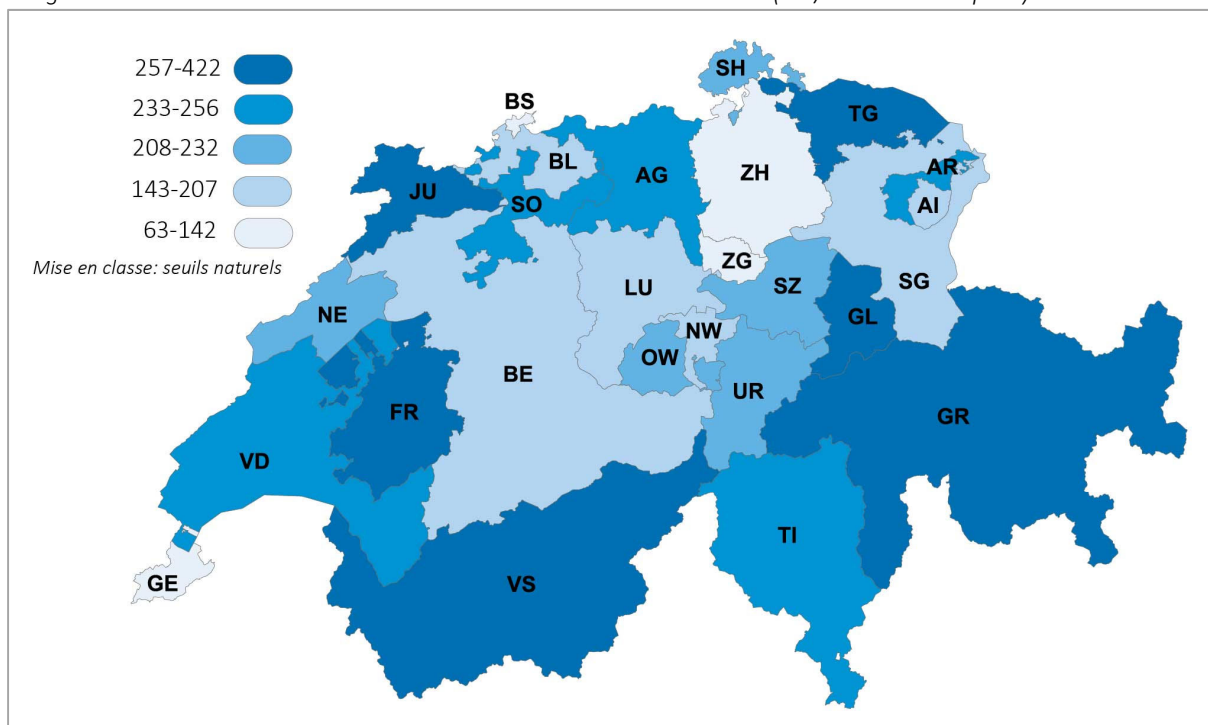 257-422
233-256
208-232
143-207
63-142
Mise en classe: seuils naturels
SH
BS
TG
BL
AG
ZH
AR
JU
SO
AI
ZG
SG
LU
SZ
NE
GL
NW
OW
BE
UR
FR
GR
VD
TI
GE
VS